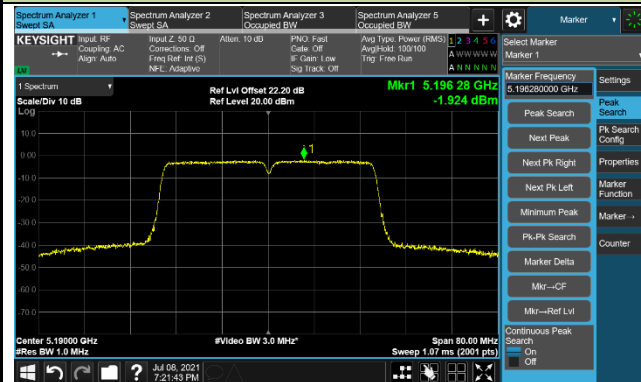 Spectrum Analyzer 1
Swept SA
Spectrum Analyzer 2
Swept SA
Spectrum Analyzer 3
Occupied BW
Spectrum Analyzer 5
Occupied BW
+
Marker
KEYSIGHT
Input: RF
Coupling: AC
Align: Auto
Input Z: 50 Ω
Corrections: Off
Freq Ref: Int (S)
NFE: Adaptive
Atten: 10 dB
PNO: Fast
Gate: Off
IF Gain: Low
Sig Track: Off
Avg Type: Power (RMS)
Avg|Hold: 100/100
Trig: Free Run
1 2 3 4 5 6
A W W W W W
A N N N N N
Select Marker
Marker 1
1 Spectrum
Scale/Div 10 dB
Log
Ref Lvl Offset 22.20 dB
Ref Level 20.00 dBm
Mkr1 5.196 28 GHz
-1.924 dBm
1
10.0
0.00
-10.0
-20.0
-30.0
-40.0
-50.0
-60.0
-70.0
Center 5.19000 GHz
#Res BW 1.0 MHz
#Video BW 3.0 MHz*
Span 80.00 MHz
Sweep 1.07 ms (2001 pts)
Marker Frequency
5.196280000 GHz
Peak Search
Next Peak
Next Pk Right
Next Pk Left
Minimum Peak
Pk-Pk Search
Marker Delta
Mkr→CF
Mkr→Ref Lvl
Continuous Peak
Search
On
Off
Settings
Peak
Search
Pk Search
Config
Properties
Marker
Function
Marker→
Counter
?
Jul 08, 2021
7:21:43 PM